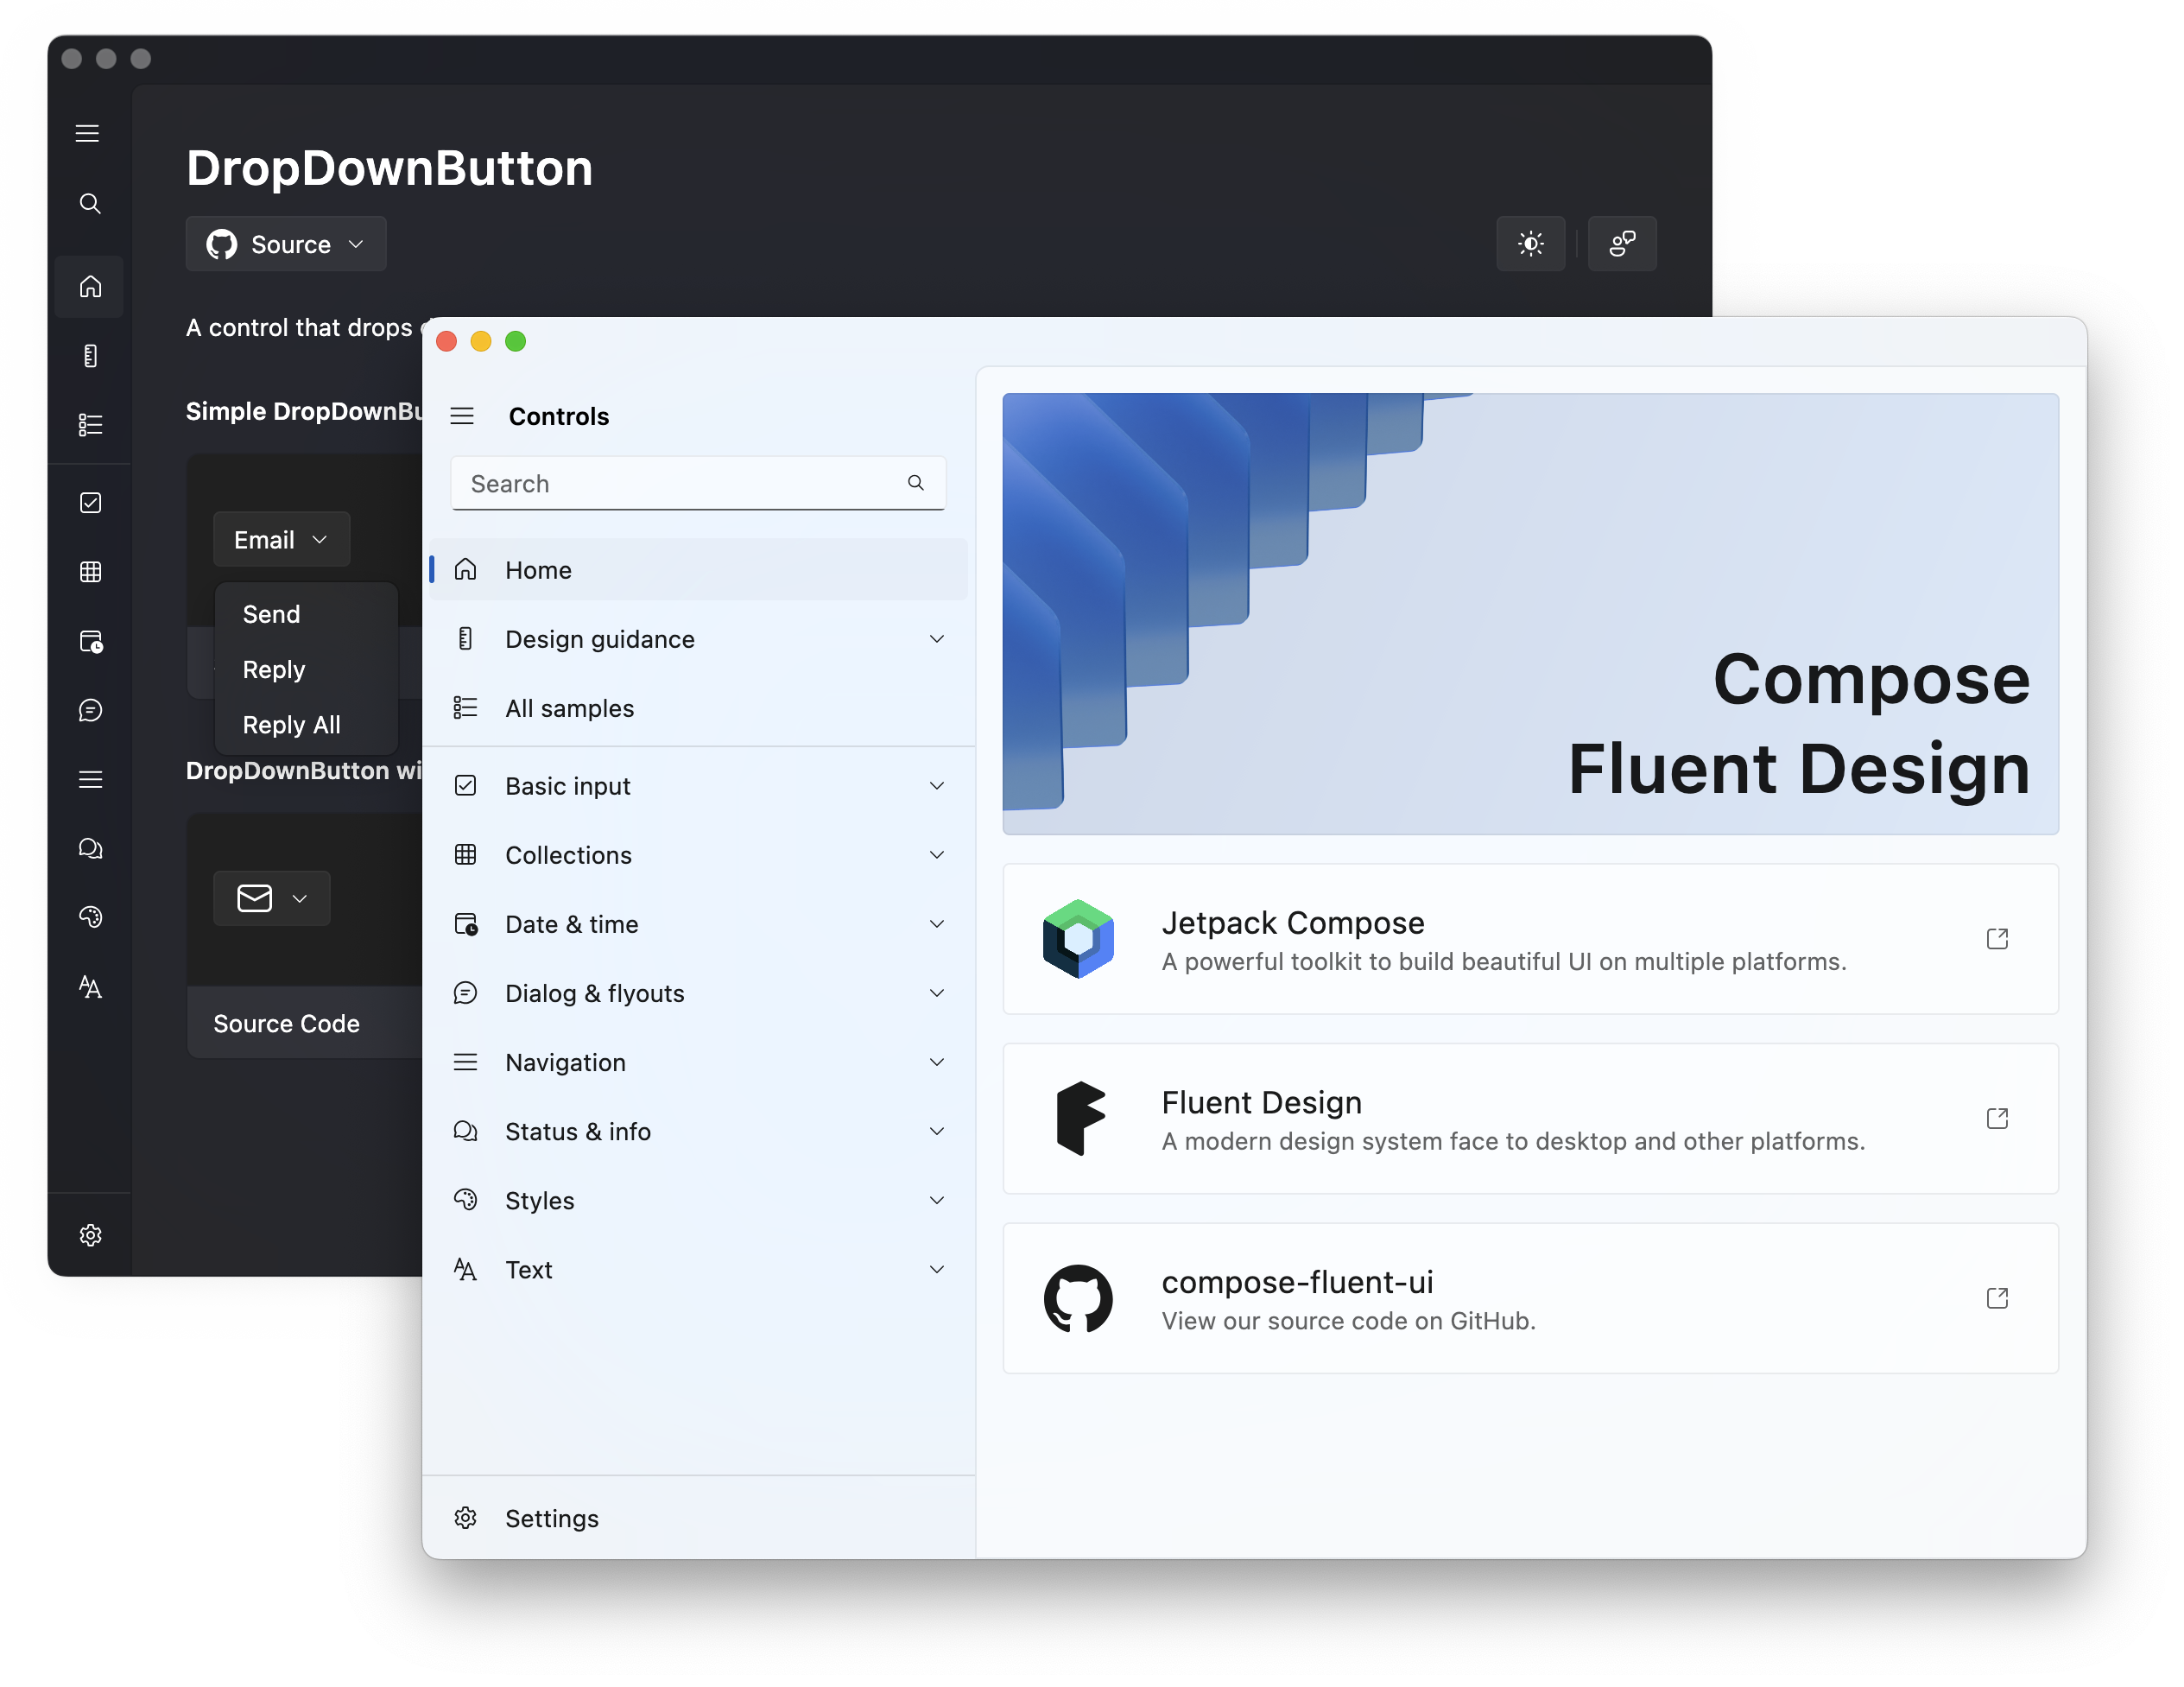 DropDownButton
Source
A control that drops
Simple DropDownBu
Email
Send
Reply
Reply All
DropDownButton wi
Source Code
Controls
Search
Home
Design guidance
All samples
Basic input
Collections
Date & time
Dialog & flyouts
Navigation
Status & info
Styles
Text
Settings
Compose
Fluent Design
Jetpack Compose
A powerful toolkit to build beautiful UI on multiple platforms.
Fluent Design
A modern design system face to desktop and other platforms.
compose-fluent-ui
View our source code on GitHub.